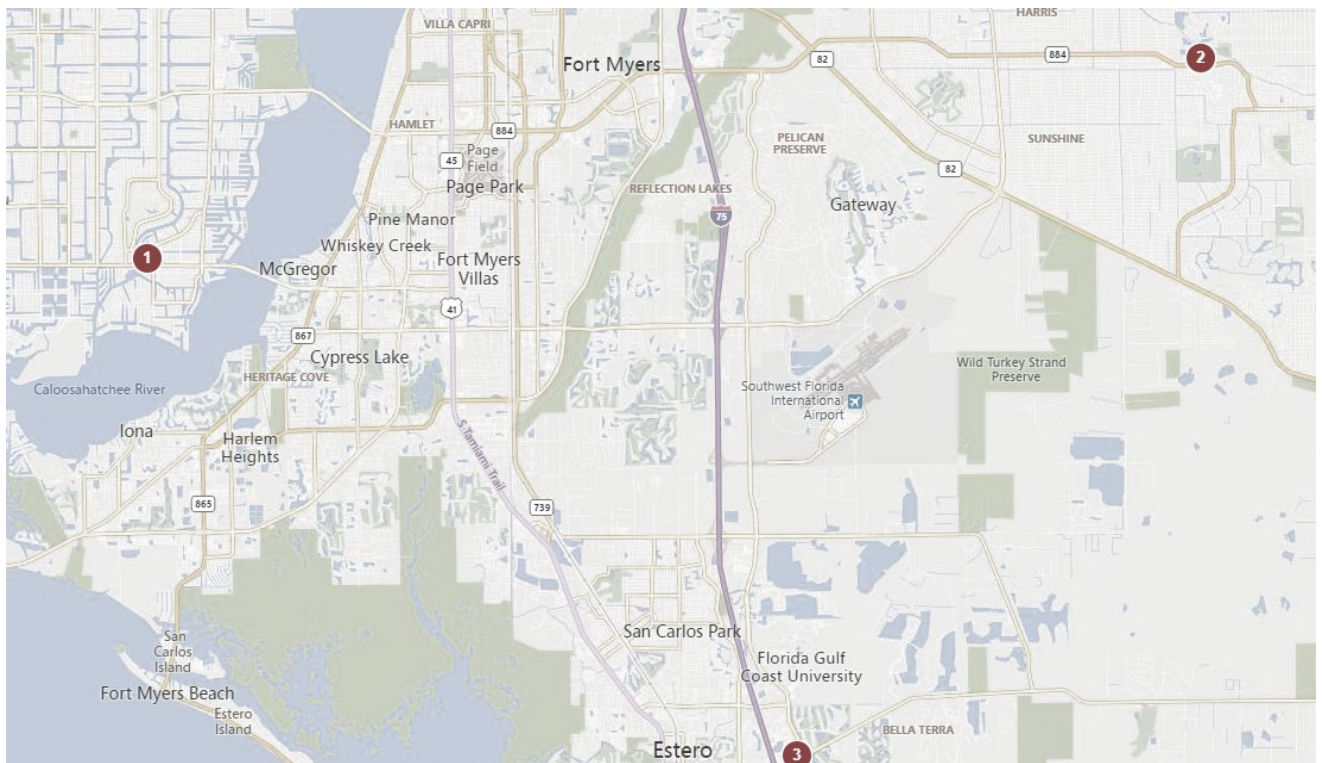 VILLA CAPRI
HARRIS
Fort Myers
82
884
2
HAMLET
884
Page
Field
45
Page Park
PELICAN
PRESERVE
SUNSHINE
82
REFLECTION LAKES
Gateway
75
Pine Manor
Whiskey Creek
1
McGregor
Fort Myers
Villas
41
867
Cypress Lake
HERITAGE COVE
Caloosahatchee River
Wild Turkey Strand
Preserve
Southwest Florida
International
Airport
Iona
Harlem
Heights
S Tamiami Trail
865
739
San Carlos Park
San
Carlos
Island
Florida Gulf
Coast University
Fort Myers Beach
Estero
Island
BELLA TERRA
Estero
3